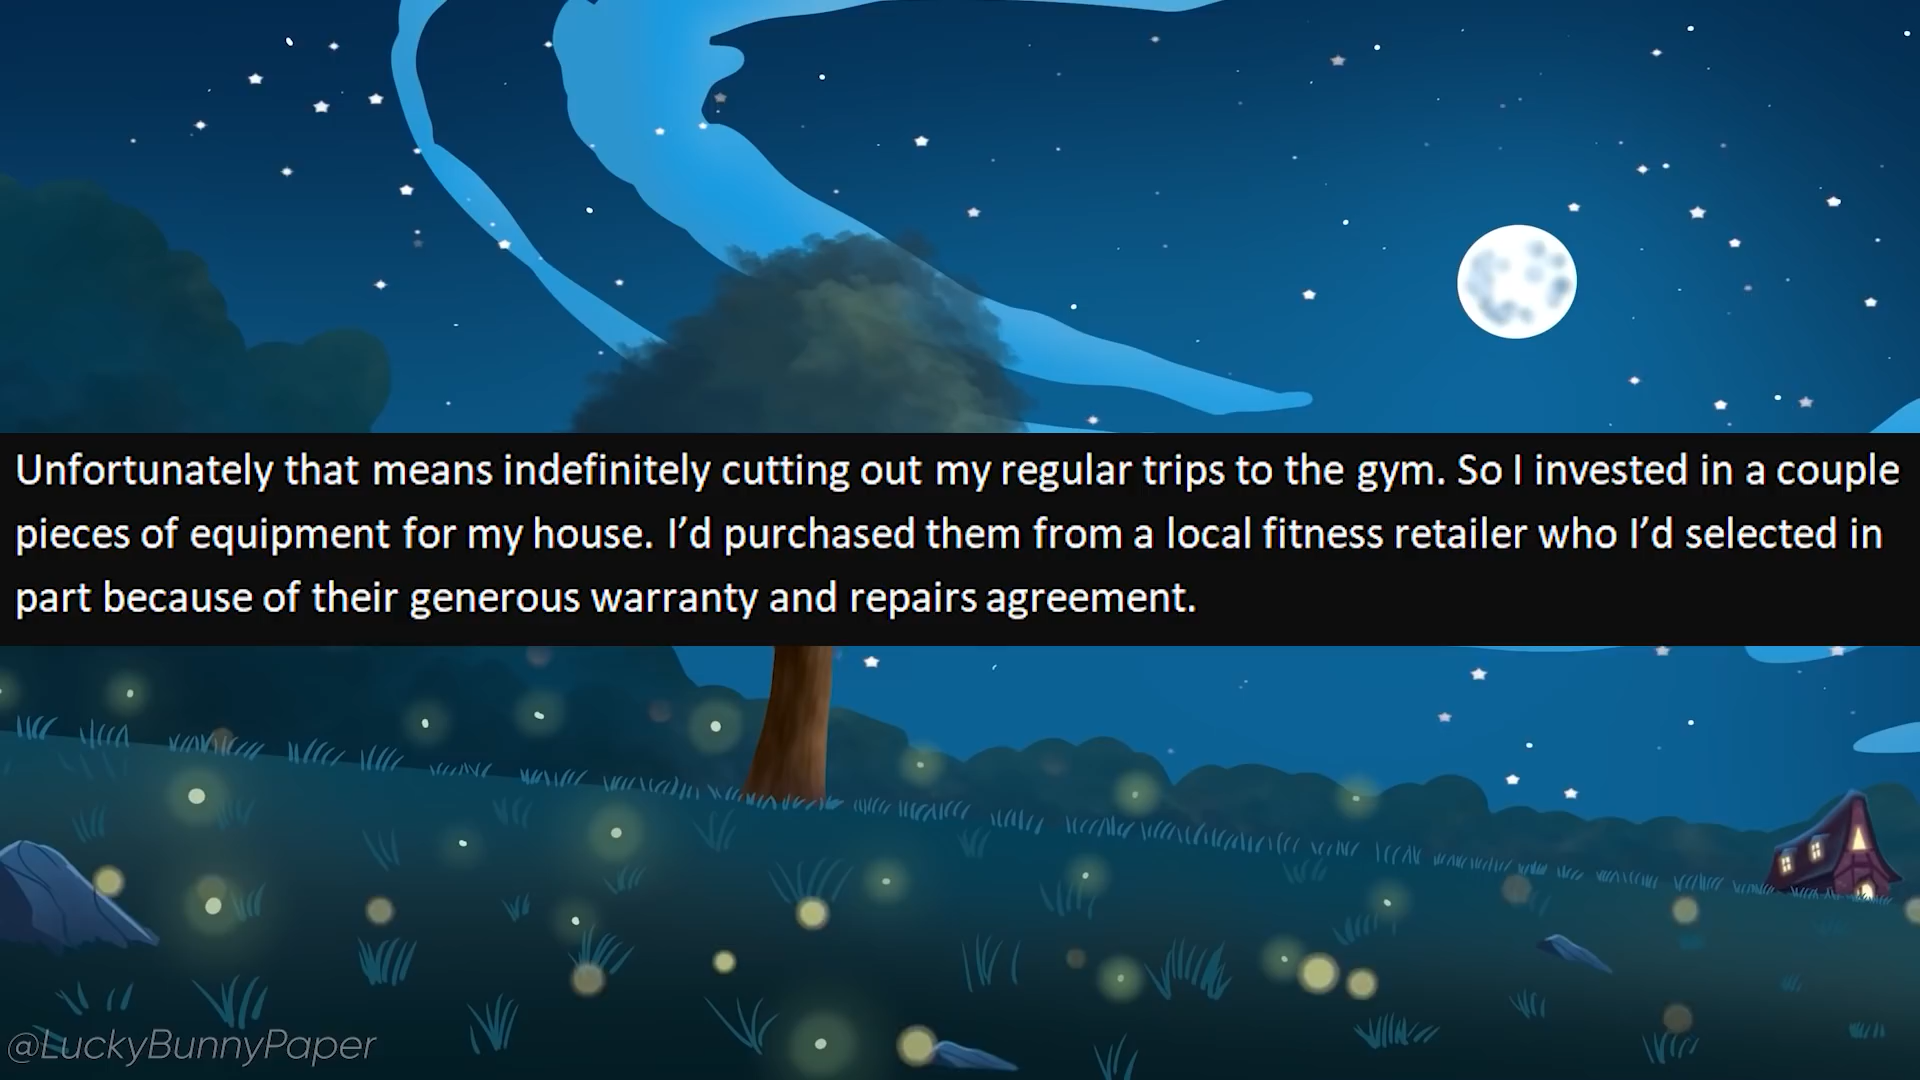 Unfortunately that means indefinitely cutting out my regular trips to the gym. So I invested in a couple
pieces of equipment for my house. I’d purchased them from a local fitness retailer who I’d selected in
part because of their generous warranty and repairs agreement.
@LuckyBunnyPaper